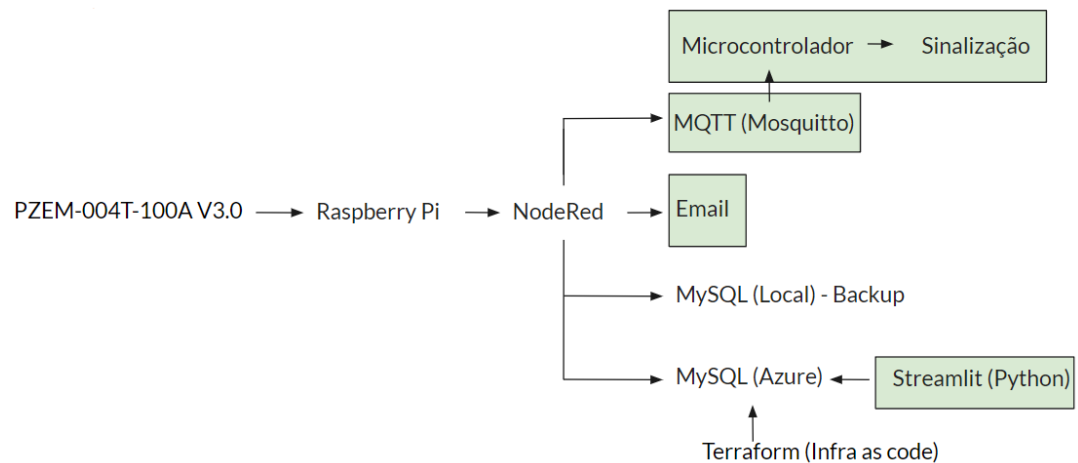 Microcontrolador
Sinalização
MQTT (Mosquitto)
PZEM-004T-100A V3.0
Raspberry Pi
NodeRed
Email
MySQL (Local) - Backup
MySQL (Azure)
Streamlit (Python)
Terraform (Infra as code)